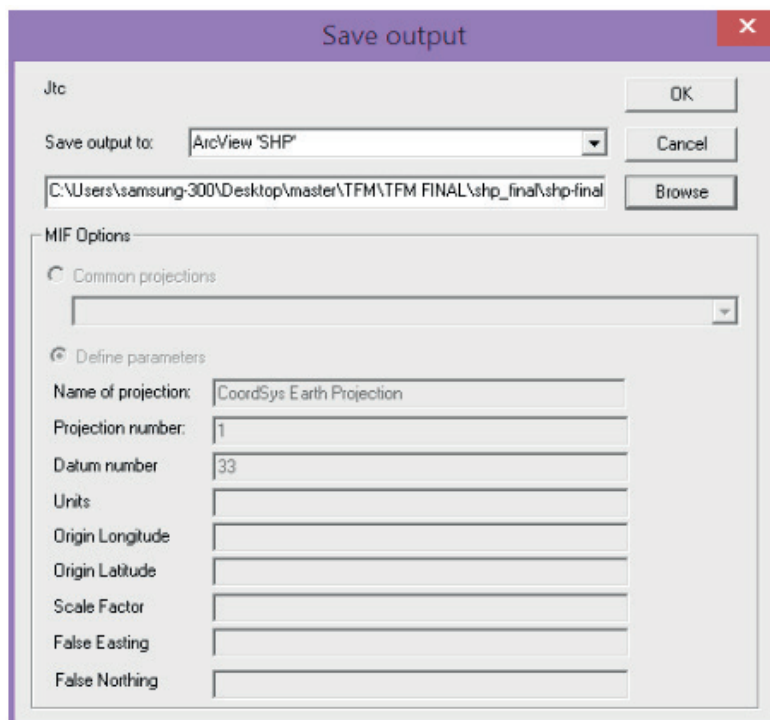 Save output
Jtc
OK
Save output to: ArcView 'SHP'
Cancel
C:\Users\samsung-300\Desktop\master\TFM\TFM FINAL\shp_final\shp-final
Browse
MIF Options
Common projections
Define parameters
Name of projection: CoordSys Earth Projection
Projection number: 1
Datum number 33
Units
Origin Longitude
Origin Latitude
Scale Factor
False Easting
False Northing